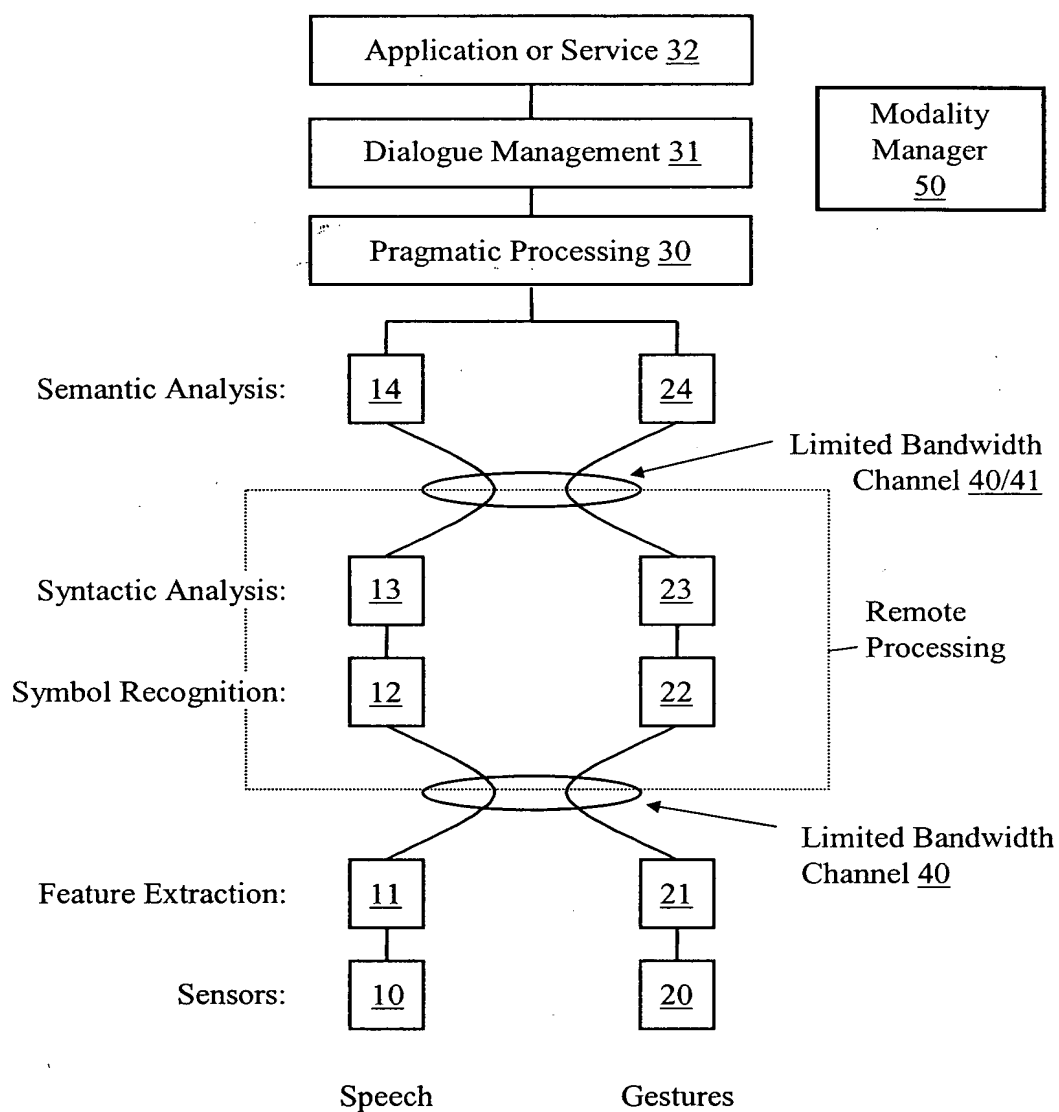 Application or Service 32
Modality
Manager
50
Dialogue Management 31
Pragmatic Processing 30
Semantic Analysis: 14 24
Limited Bandwidth
Channel 40/41
Syntactic Analysis: 13 23
Remote
Processing
Symbol Recognition: 12 22
Limited Bandwidth
Channel 40
Feature Extraction: 11 21
Sensors: 10 20
Speech Gestures